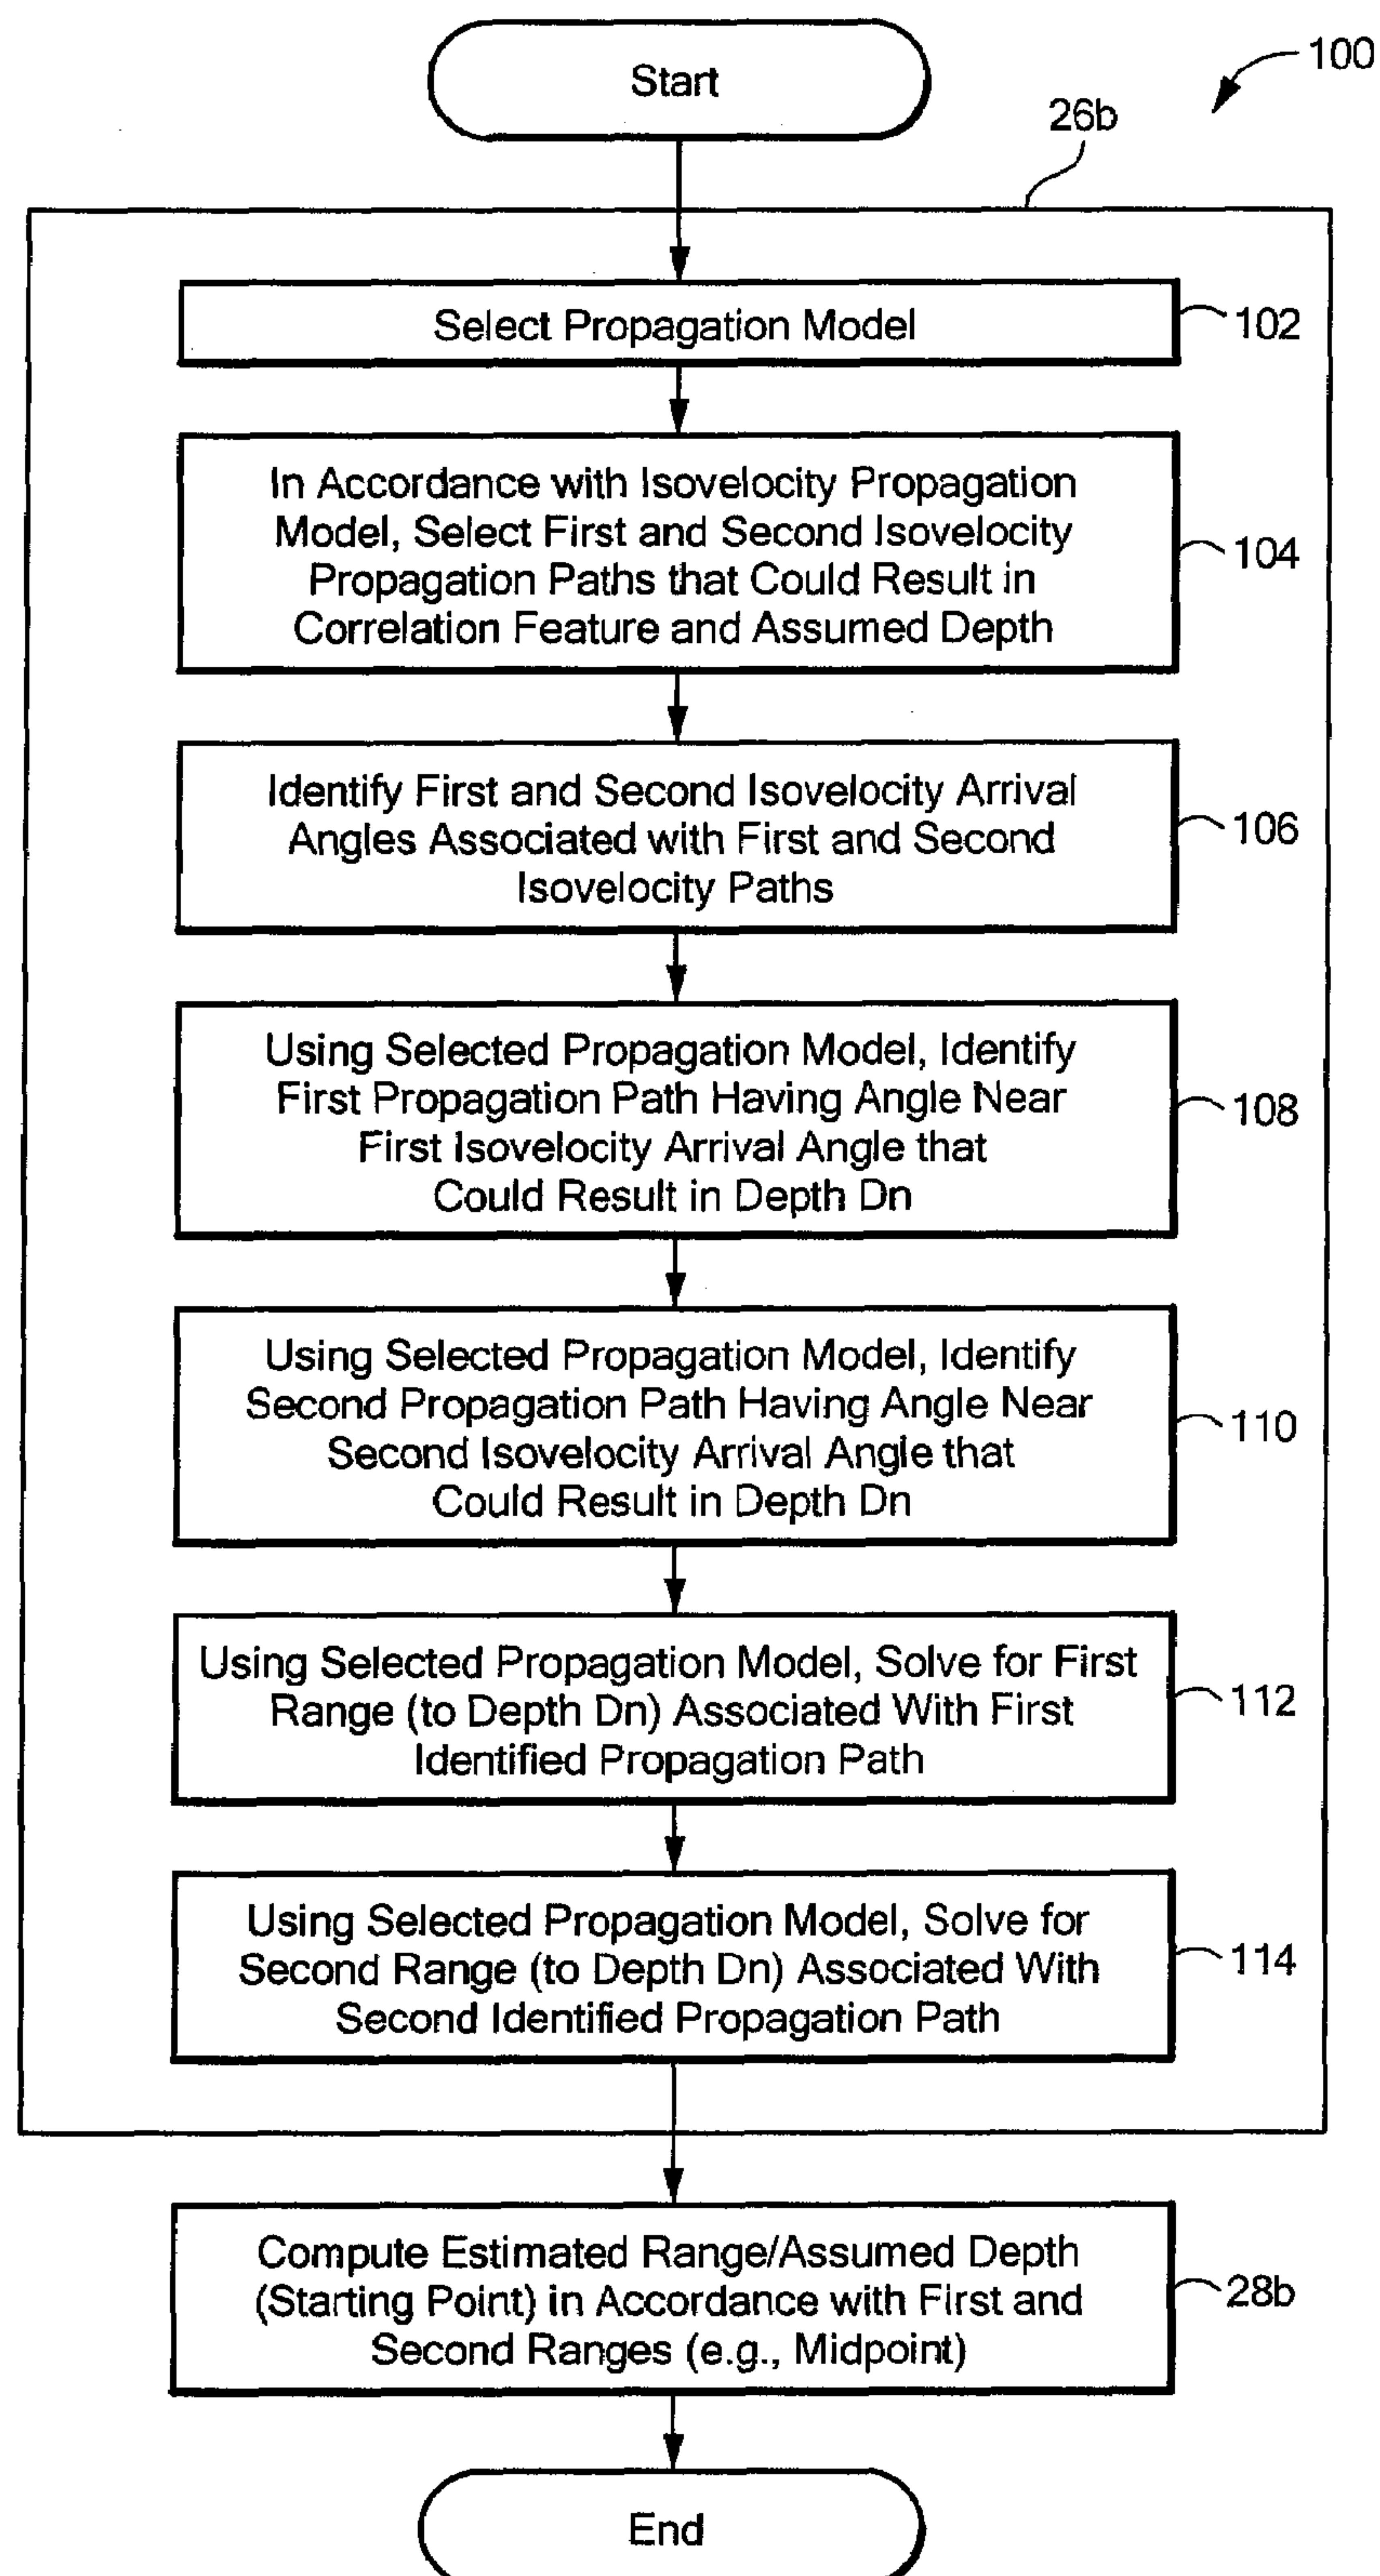 Start
100
26b
Select Propagation Model
102
In Accordance with Isovelocity Propagation
Model, Select First and Second Isovelocity
Propagation Paths that Could Result in
Correlation Feature and Assumed Depth
104
Identify First and Second Isovelocity Arrival
Angles Associated with First and Second
Isovelocity Paths
106
Using Selected Propagation Model, Identify
First Propagation Path Having Angle Near
First Isovelocity Arrival Angle that
Could Result in Depth Dn
108
Using Selected Propagation Model, Identify
Second Propagation Path Having Angle Near
Second Isovelocity Arrival Angle that
Could Result in Depth Dn
110
Using Selected Propagation Model, Solve for First
Range (to Depth Dn) Associated With First
Identified Propagation Path
112
Using Selected Propagation Model, Solve for
Second Range (to Depth Dn) Associated With
Second Identified Propagation Path
114
Compute Estimated Range/Assumed Depth
(Starting Point) in Accordance with First and
Second Ranges (e.g., Midpoint)
28b
End